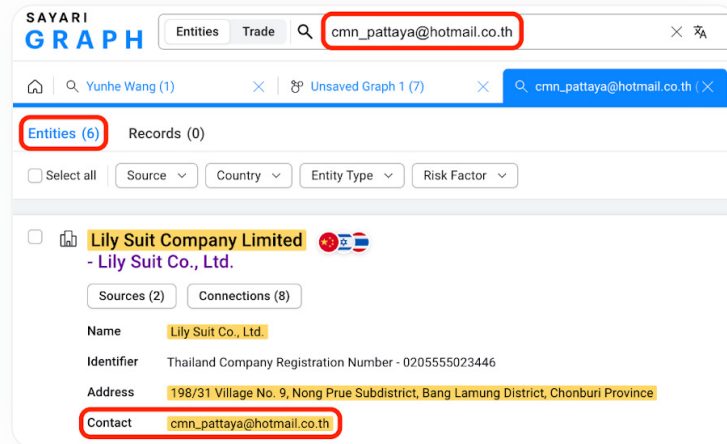 SAYARI
GRAPH
Entities Trade cmn_pattaya@hotmail.co.th
Yunhe Wang (1) Unsaved Graph 1 (7) cmn_pattaya@hotmail.co.th (
Entities (6) Records (0)
Select all Source Country Entity Type Risk Factor
Lily Suit Company Limited
- Lily Suit Co., Ltd.
Sources (2) Connections (8)
Name Lily Suit Co., Ltd.
Identifier Thailand Company Registration Number - 0205555023446
Address 198/31 Village No. 9, Nong Prue Subdistrict, Bang Lamung District, Chonburi Province
Contact cmn_pattaya@hotmail.co.th